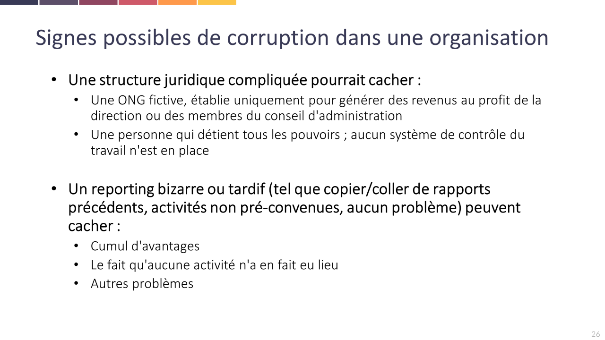 Signes possibles de corruption dans une organisation
• Une structure juridique compliquée pourrait cacher :
• Une ONG fictive, établie uniquement pour générer des revenus au profit de la
direction ou des membres du conseil d'administration
• Une personne qui détient tous les pouvoirs ; aucun système de contrôle du
travail n'est en place
• Un reporting bizarre ou tardif (tel que copier/coller de rapports
précédents, activités non pré-convenues, aucun problème) peuvent
cacher :
• Cumul d'avantages
• Le fait qu'aucune activité n'a en fait eu lieu
• Autres problèmes
26